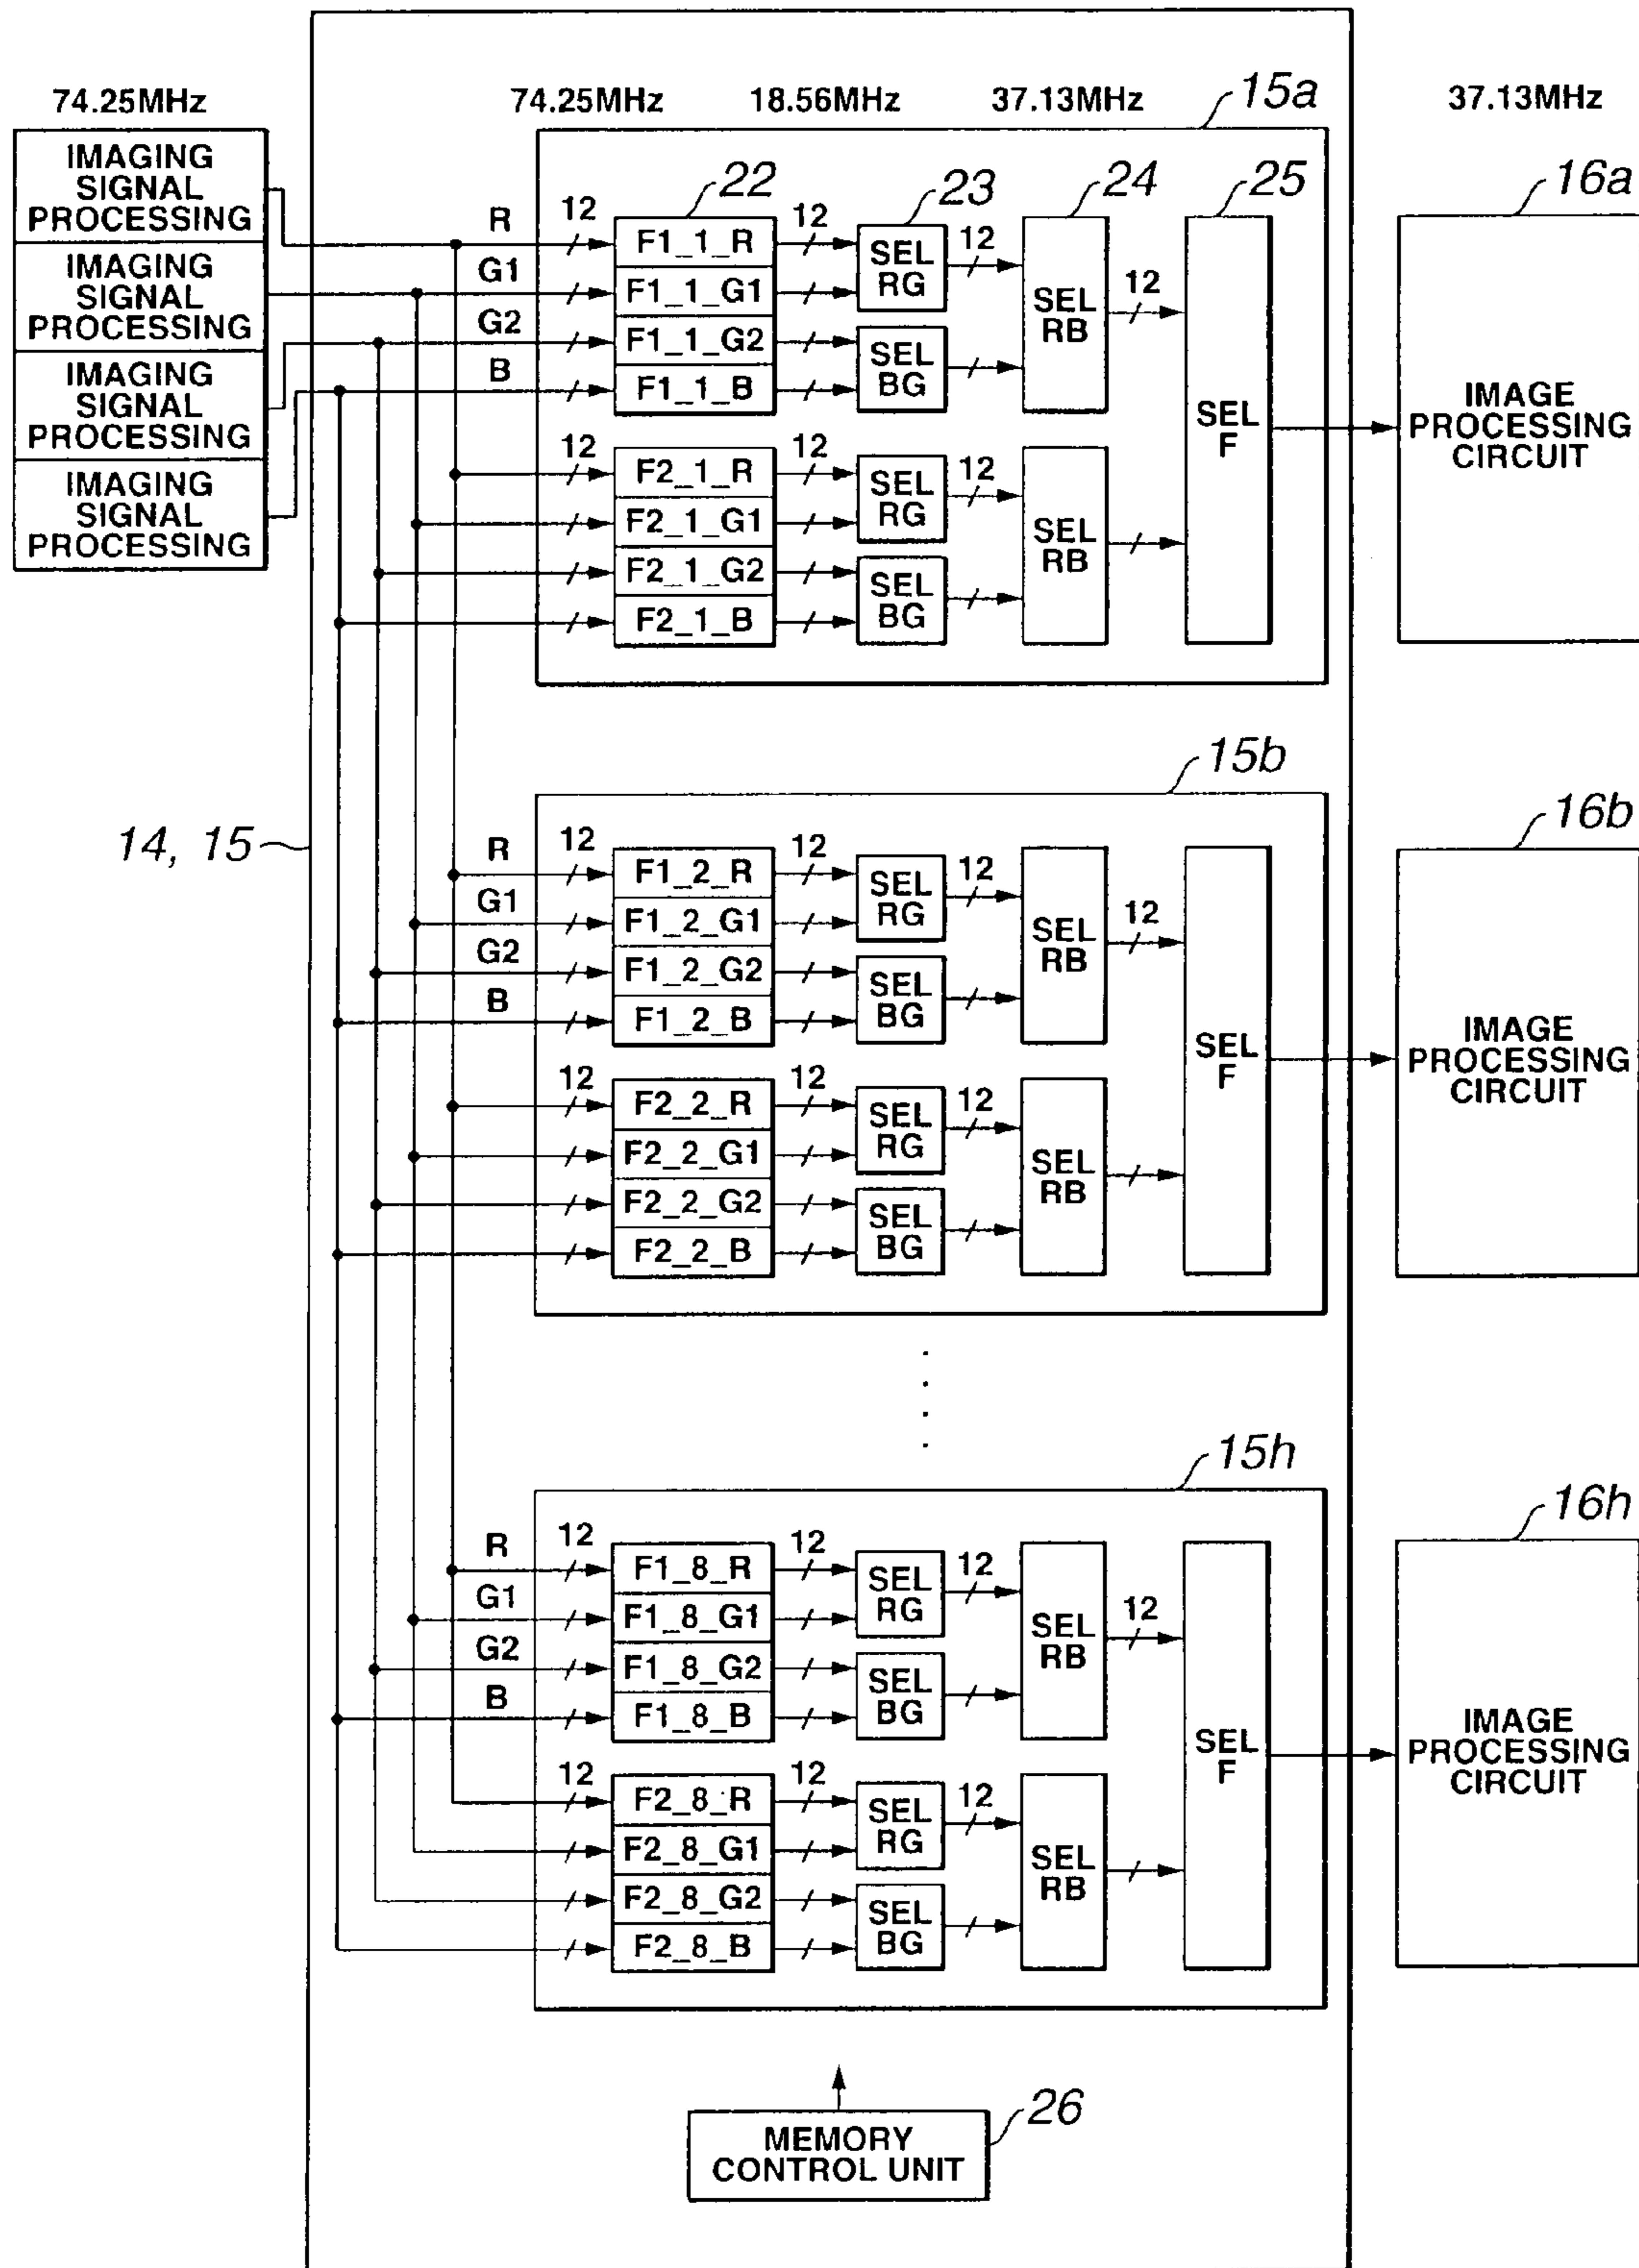 74.25MHz
74.25MHz 18.56MHz 37.13MHz 15a 37.13MHz
IMAGING
SIGNAL
PROCESSING
IMAGING
SIGNAL
PROCESSING
IMAGING
SIGNAL
PROCESSING
IMAGING
SIGNAL
PROCESSING
14, 15
22 23 24 25 16a
R 12 F1_1_R 12 SEL RG 12
G1 F1_1_G1
G2 F1_1_G2 SEL BG
B F1_1_B
SEL RB 12
12 F2_1_R 12 SEL RG 12
F2_1_G1
F2_1_G2 SEL BG
F2_1_B
SEL RB
SEL F
IMAGE
PROCESSING
CIRCUIT
15b 16b
R 12 F1_2_R 12 SEL RG 12
G1 F1_2_G1
G2 F1_2_G2 SEL BG
B F1_2_B
SEL RB 12
12 F2_2_R 12 SEL RG 12
F2_2_G1
F2_2_G2 SEL BG
F2_2_B
SEL RB
SEL F
IMAGE
PROCESSING
CIRCUIT
15h 16h
R 12 F1_8_R 12 SEL RG 12
G1 F1_8_G1
G2 F1_8_G2 SEL BG
B F1_8_B
SEL RB 12
12 F2_8_R 12 SEL RG 12
F2_8_G1
F2_8_G2 SEL BG
F2_8_B
SEL RB
SEL F
IMAGE
PROCESSING
CIRCUIT
26
MEMORY
CONTROL UNIT